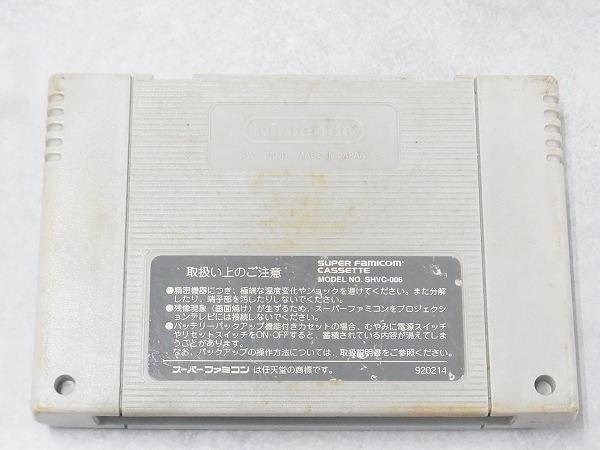 Nintendo
PAT. PEND. MADE IN JAPAN
取扱い上のご注意
SUPER FAMICOM
CASSETTE
MODEL NO. SHVC-006
●精密機器につき、極端な温度変化やショックを避けてください。また分解
したり、端子部を汚したりしないでください。
●残像現象(画面焼け)が生ずるため、スーパーファミコンをプロジェクショ
ンテレビには接続しないでください。
●バッテリーバックアップ機能付きカセットの場合、むやみに電源スイッチ
やリセットスイッチをON・OFFすると、蓄積されている内容が消えてしま
うことがあります。
なお、バックアップの操作方法については、取扱説明書をご参照ください。
スーパーファミコンは任天堂の商標です。
920214